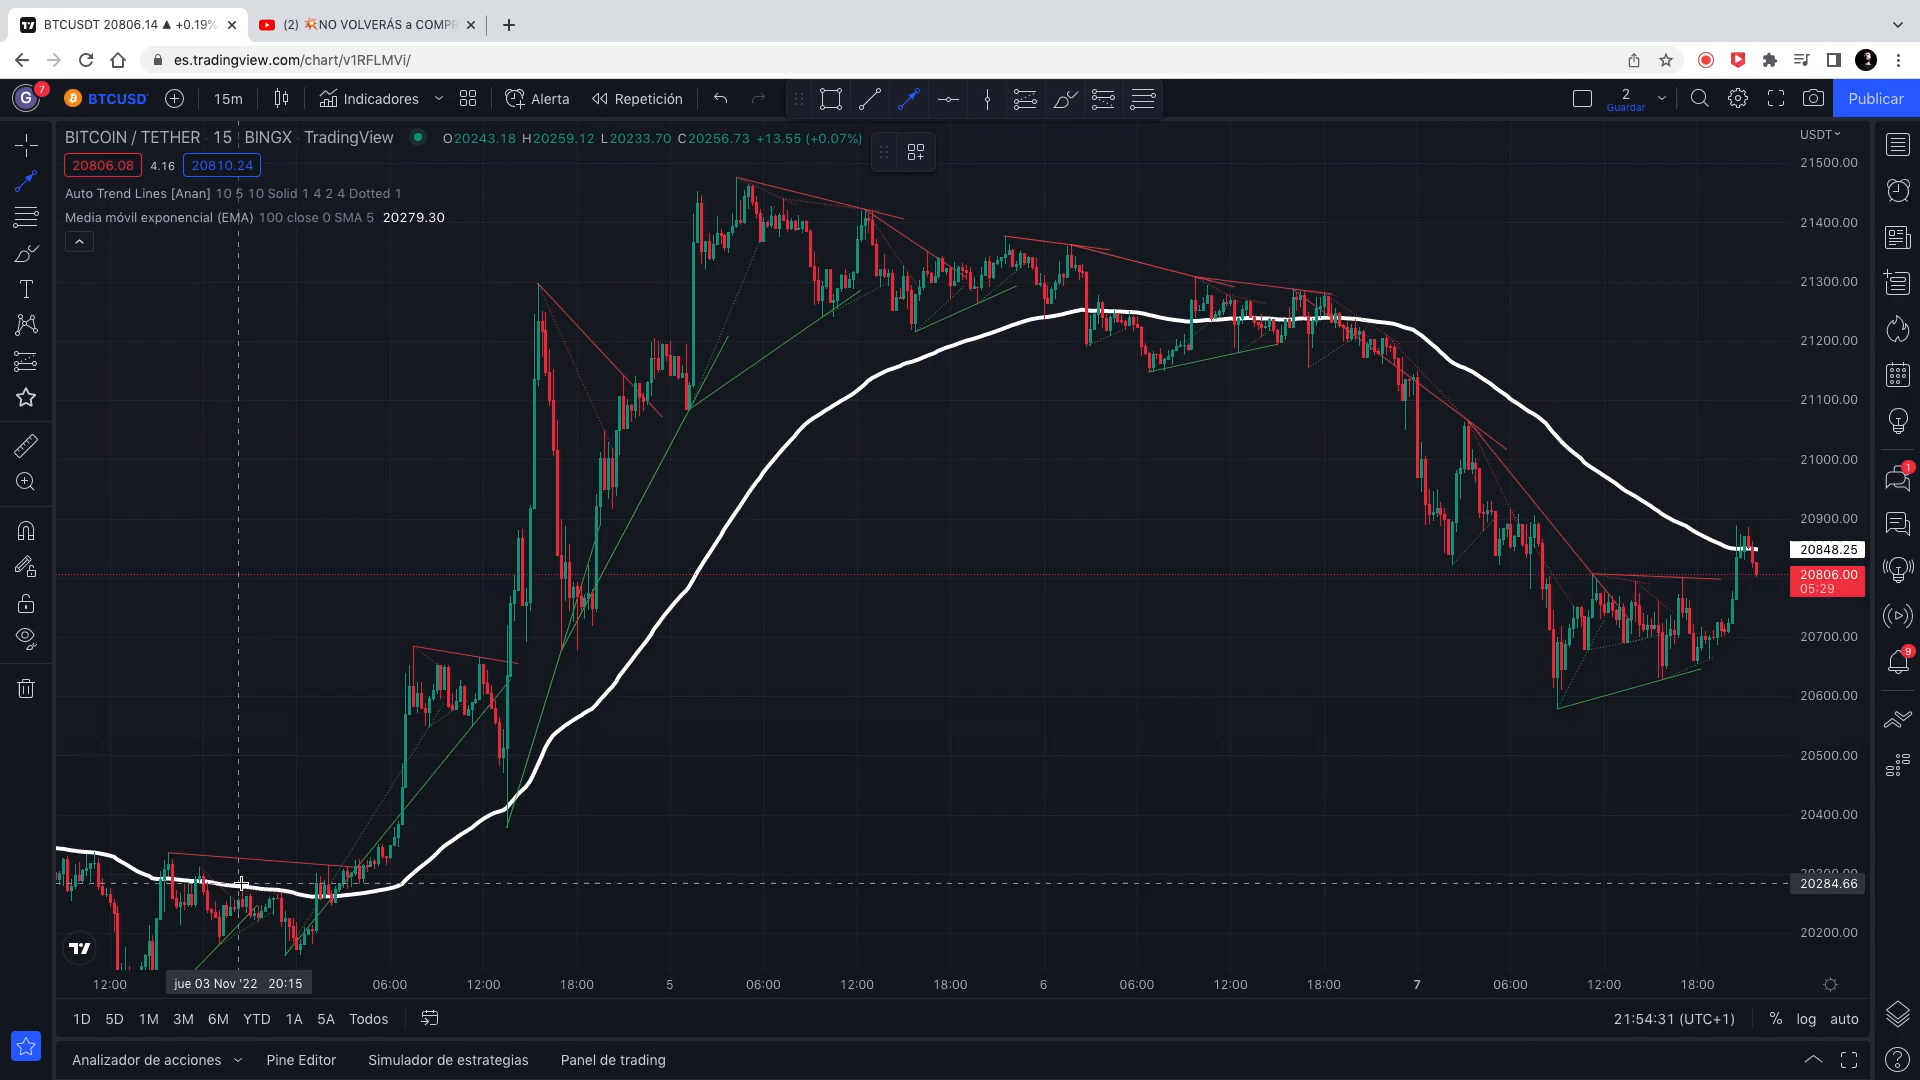 BTCUSDT 20806.14 ▲ +0.19%
(2) 💥NO VOLVERÁS a COMPR
es.tradingview.com/chart/v1RFLMVi/
G 7 BTCUSD 15m Indicadores Alerta Repetición 2 Guardar Publicar
BITCOIN / TETHER · 15 · BINGX · TradingView O20243.18 H20259.12 L20233.70 C20256.73 +13.55 (+0.07%)
USDT
20806.08 4.16 20810.24
Auto Trend Lines [Anan] 10 5 10 Solid 1 4 2 4 Dotted 1
Media móvil exponencial (EMA) 100 close 0 SMA 5 20279.30
21500.00
21400.00
21300.00
21200.00
21100.00
21000.00
20900.00
20848.25
20806.00
05:29
20700.00
20600.00
20500.00
20400.00
20284.66
20200.00
1
9
12:00 jue 03 Nov '22 20:15 06:00 12:00 18:00 5 06:00 12:00 18:00 6 06:00 12:00 18:00 7 06:00 12:00 18:00
1D 5D 1M 3M 6M YTD 1A 5A Todos 21:54:31 (UTC+1) % log auto
Analizador de acciones Pine Editor Simulador de estrategias Panel de trading